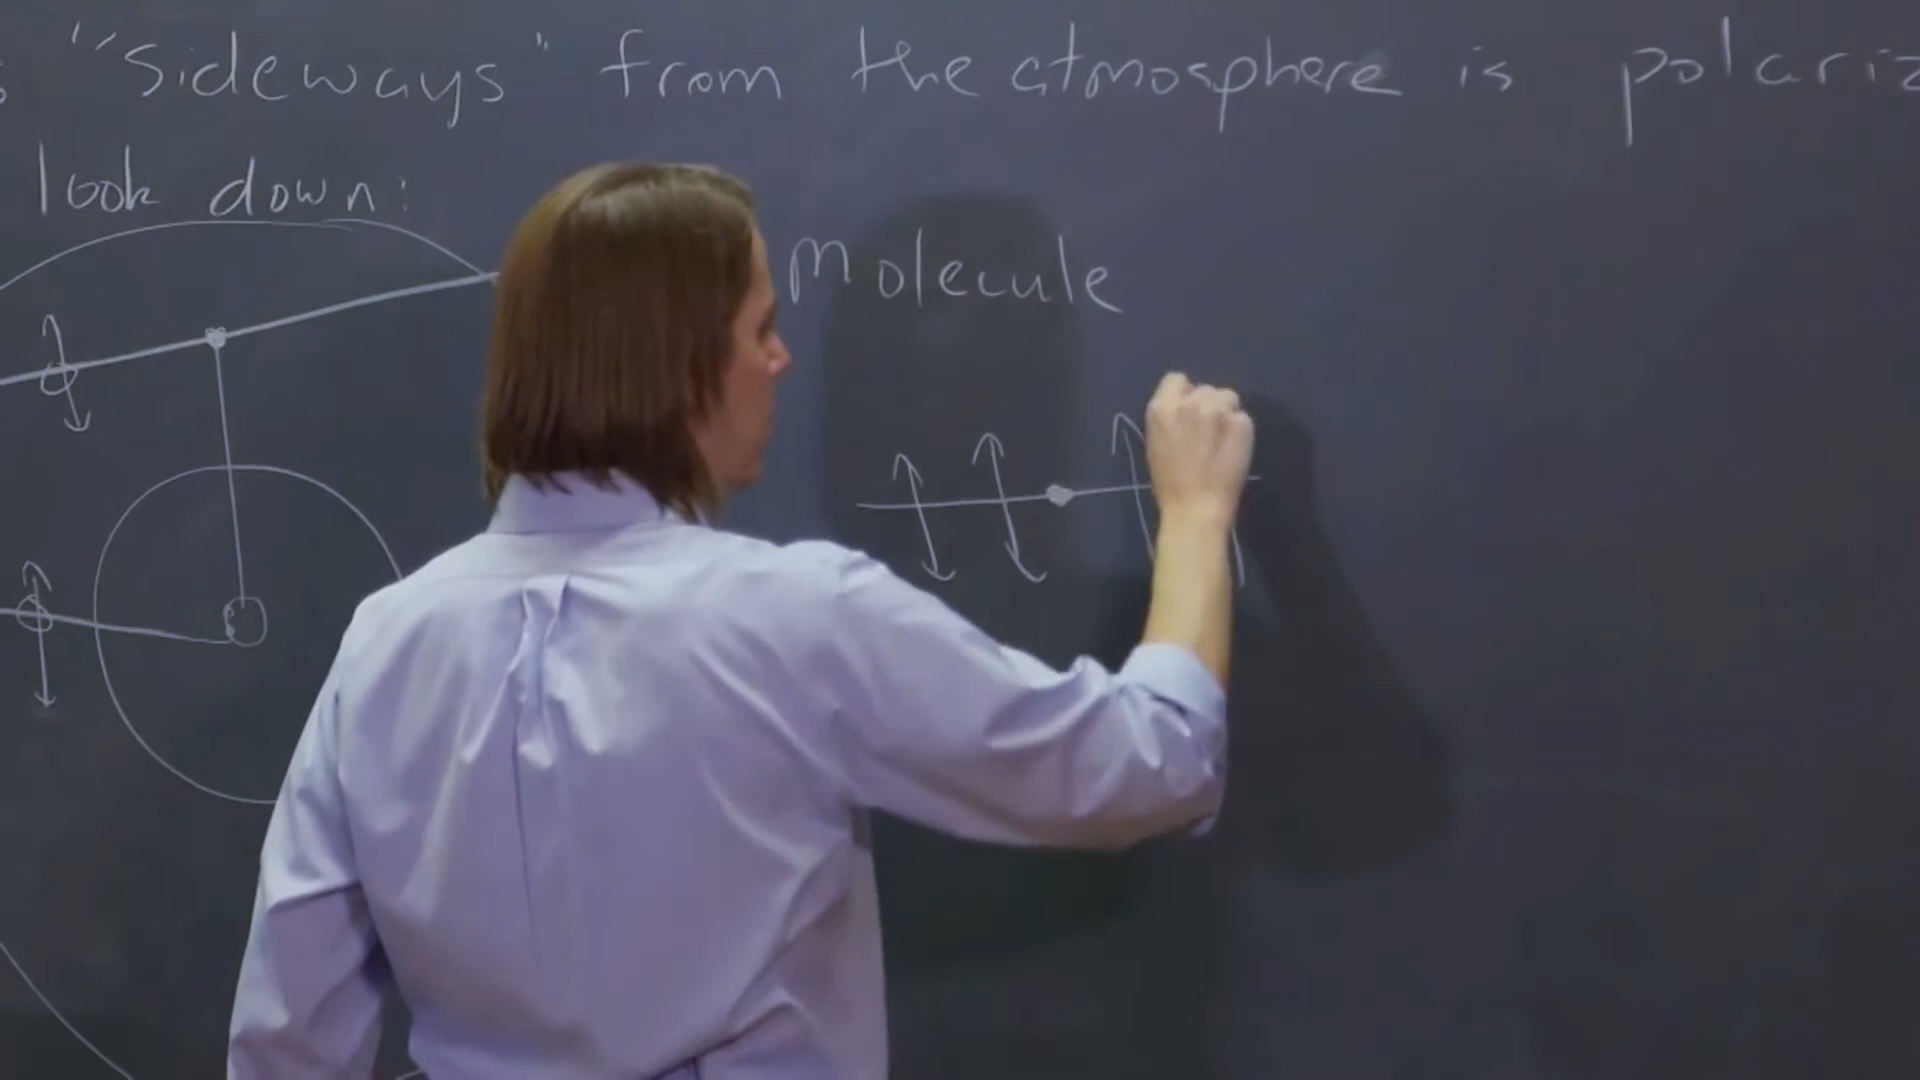 "Sideways" from the atmosphere is polariz
look down:
Molecule